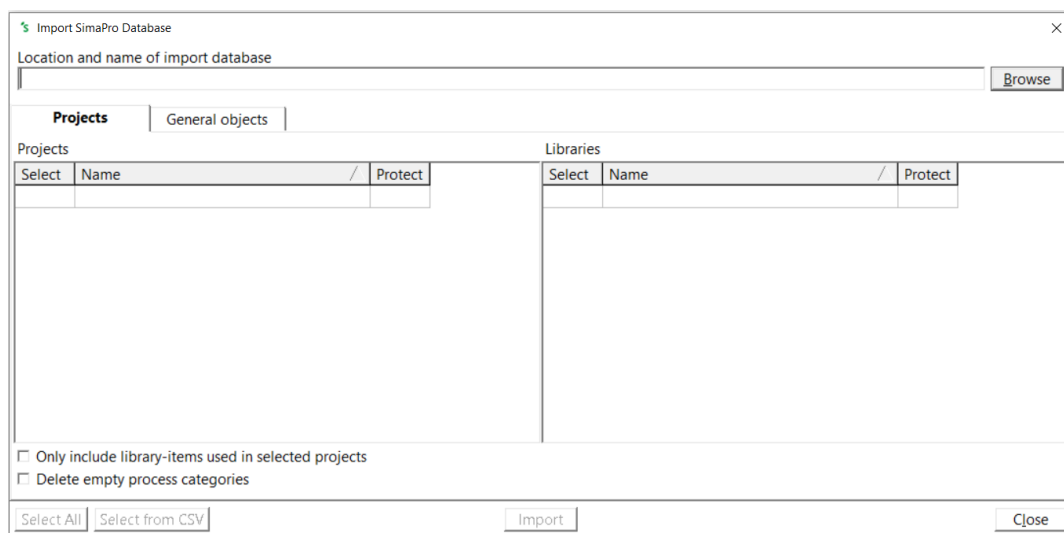 Import SimaPro Database
Location and name of import database
Browse
Projects General objects
Projects Libraries
Select Name Protect Select Name Protect
Only include library-items used in selected projects
Delete empty process categories
Select All Select from CSV Import Close